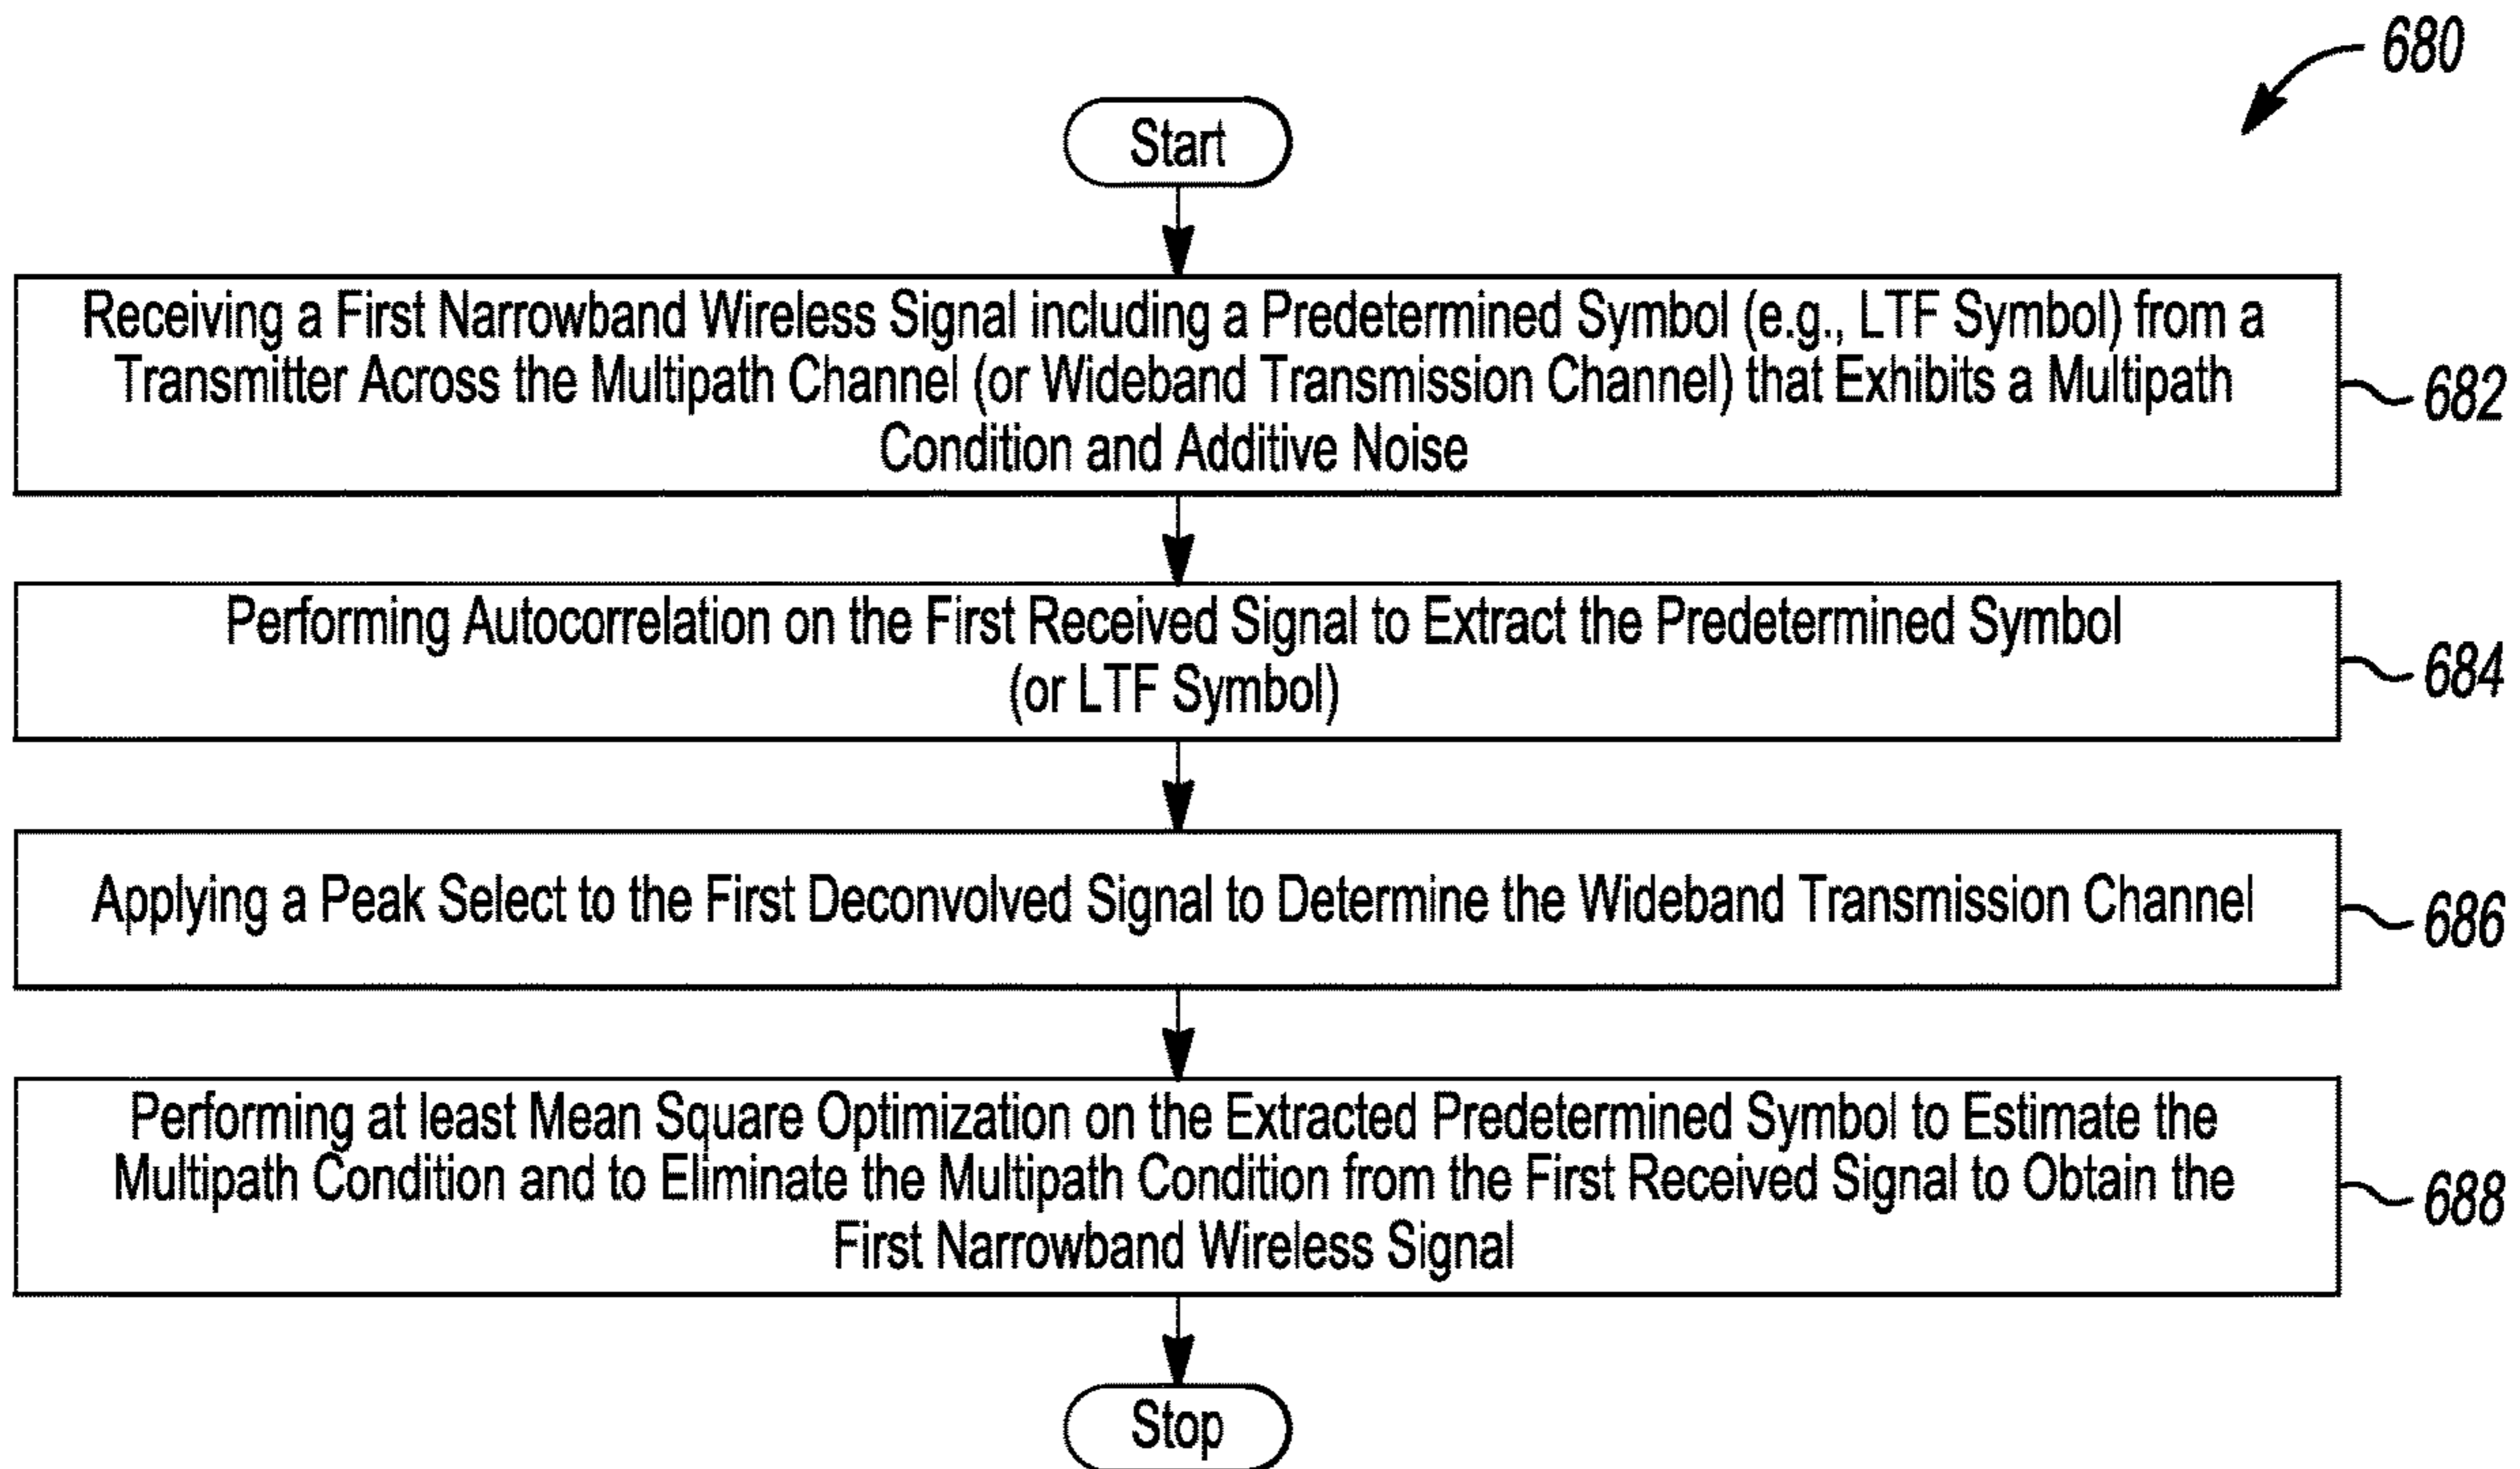 680
Start
Receiving a First Narrowband Wireless Signal including a Predetermined Symbol (e.g., LTF Symbol) from a
Transmitter Across the Multipath Channel (or Wideband Transmission Channel) that Exhibits a Multipath
Condition and Additive Noise
682
Performing Autocorrelation on the First Received Signal to Extract the Predetermined Symbol
(or LTF Symbol)
684
Applying a Peak Select to the First Deconvolved Signal to Determine the Wideband Transmission Channel
686
Performing at least Mean Square Optimization on the Extracted Predetermined Symbol to Estimate the
Multipath Condition and to Eliminate the Multipath Condition from the First Received Signal to Obtain the
First Narrowband Wireless Signal
688
Stop